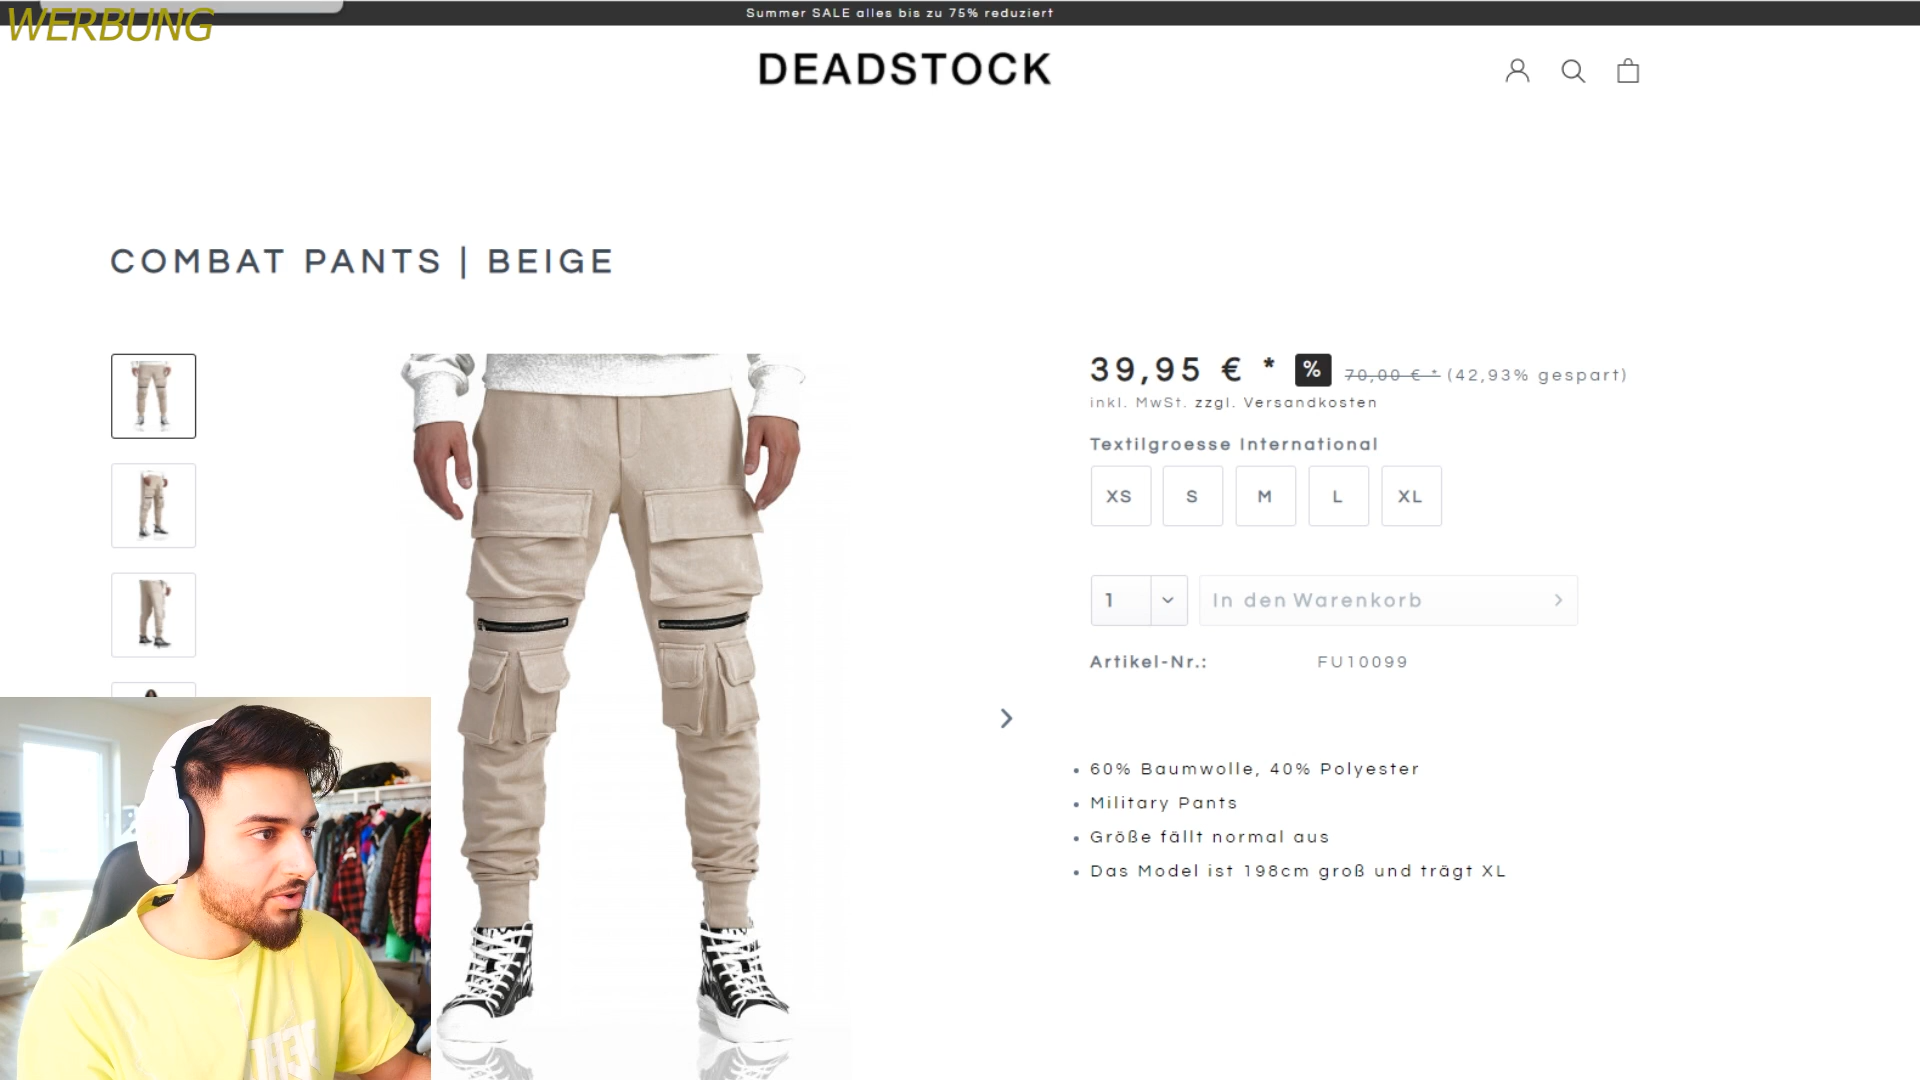 Summer SALE alles bis zu 75% reduziert
WERBUNG
DEADSTOCK
COMBAT PANTS | BEIGE
39,95 € * % 70,00 € * (42,93% gespart)
inkl. MwSt. zzgl. Versandkosten
Textilgroesse International
XS S M L XL
1 In den Warenkorb
Artikel-Nr.: FU10099
• 60% Baumwolle, 40% Polyester
• Military Pants
• Größe fällt normal aus
• Das Model ist 198cm groß und trägt XL